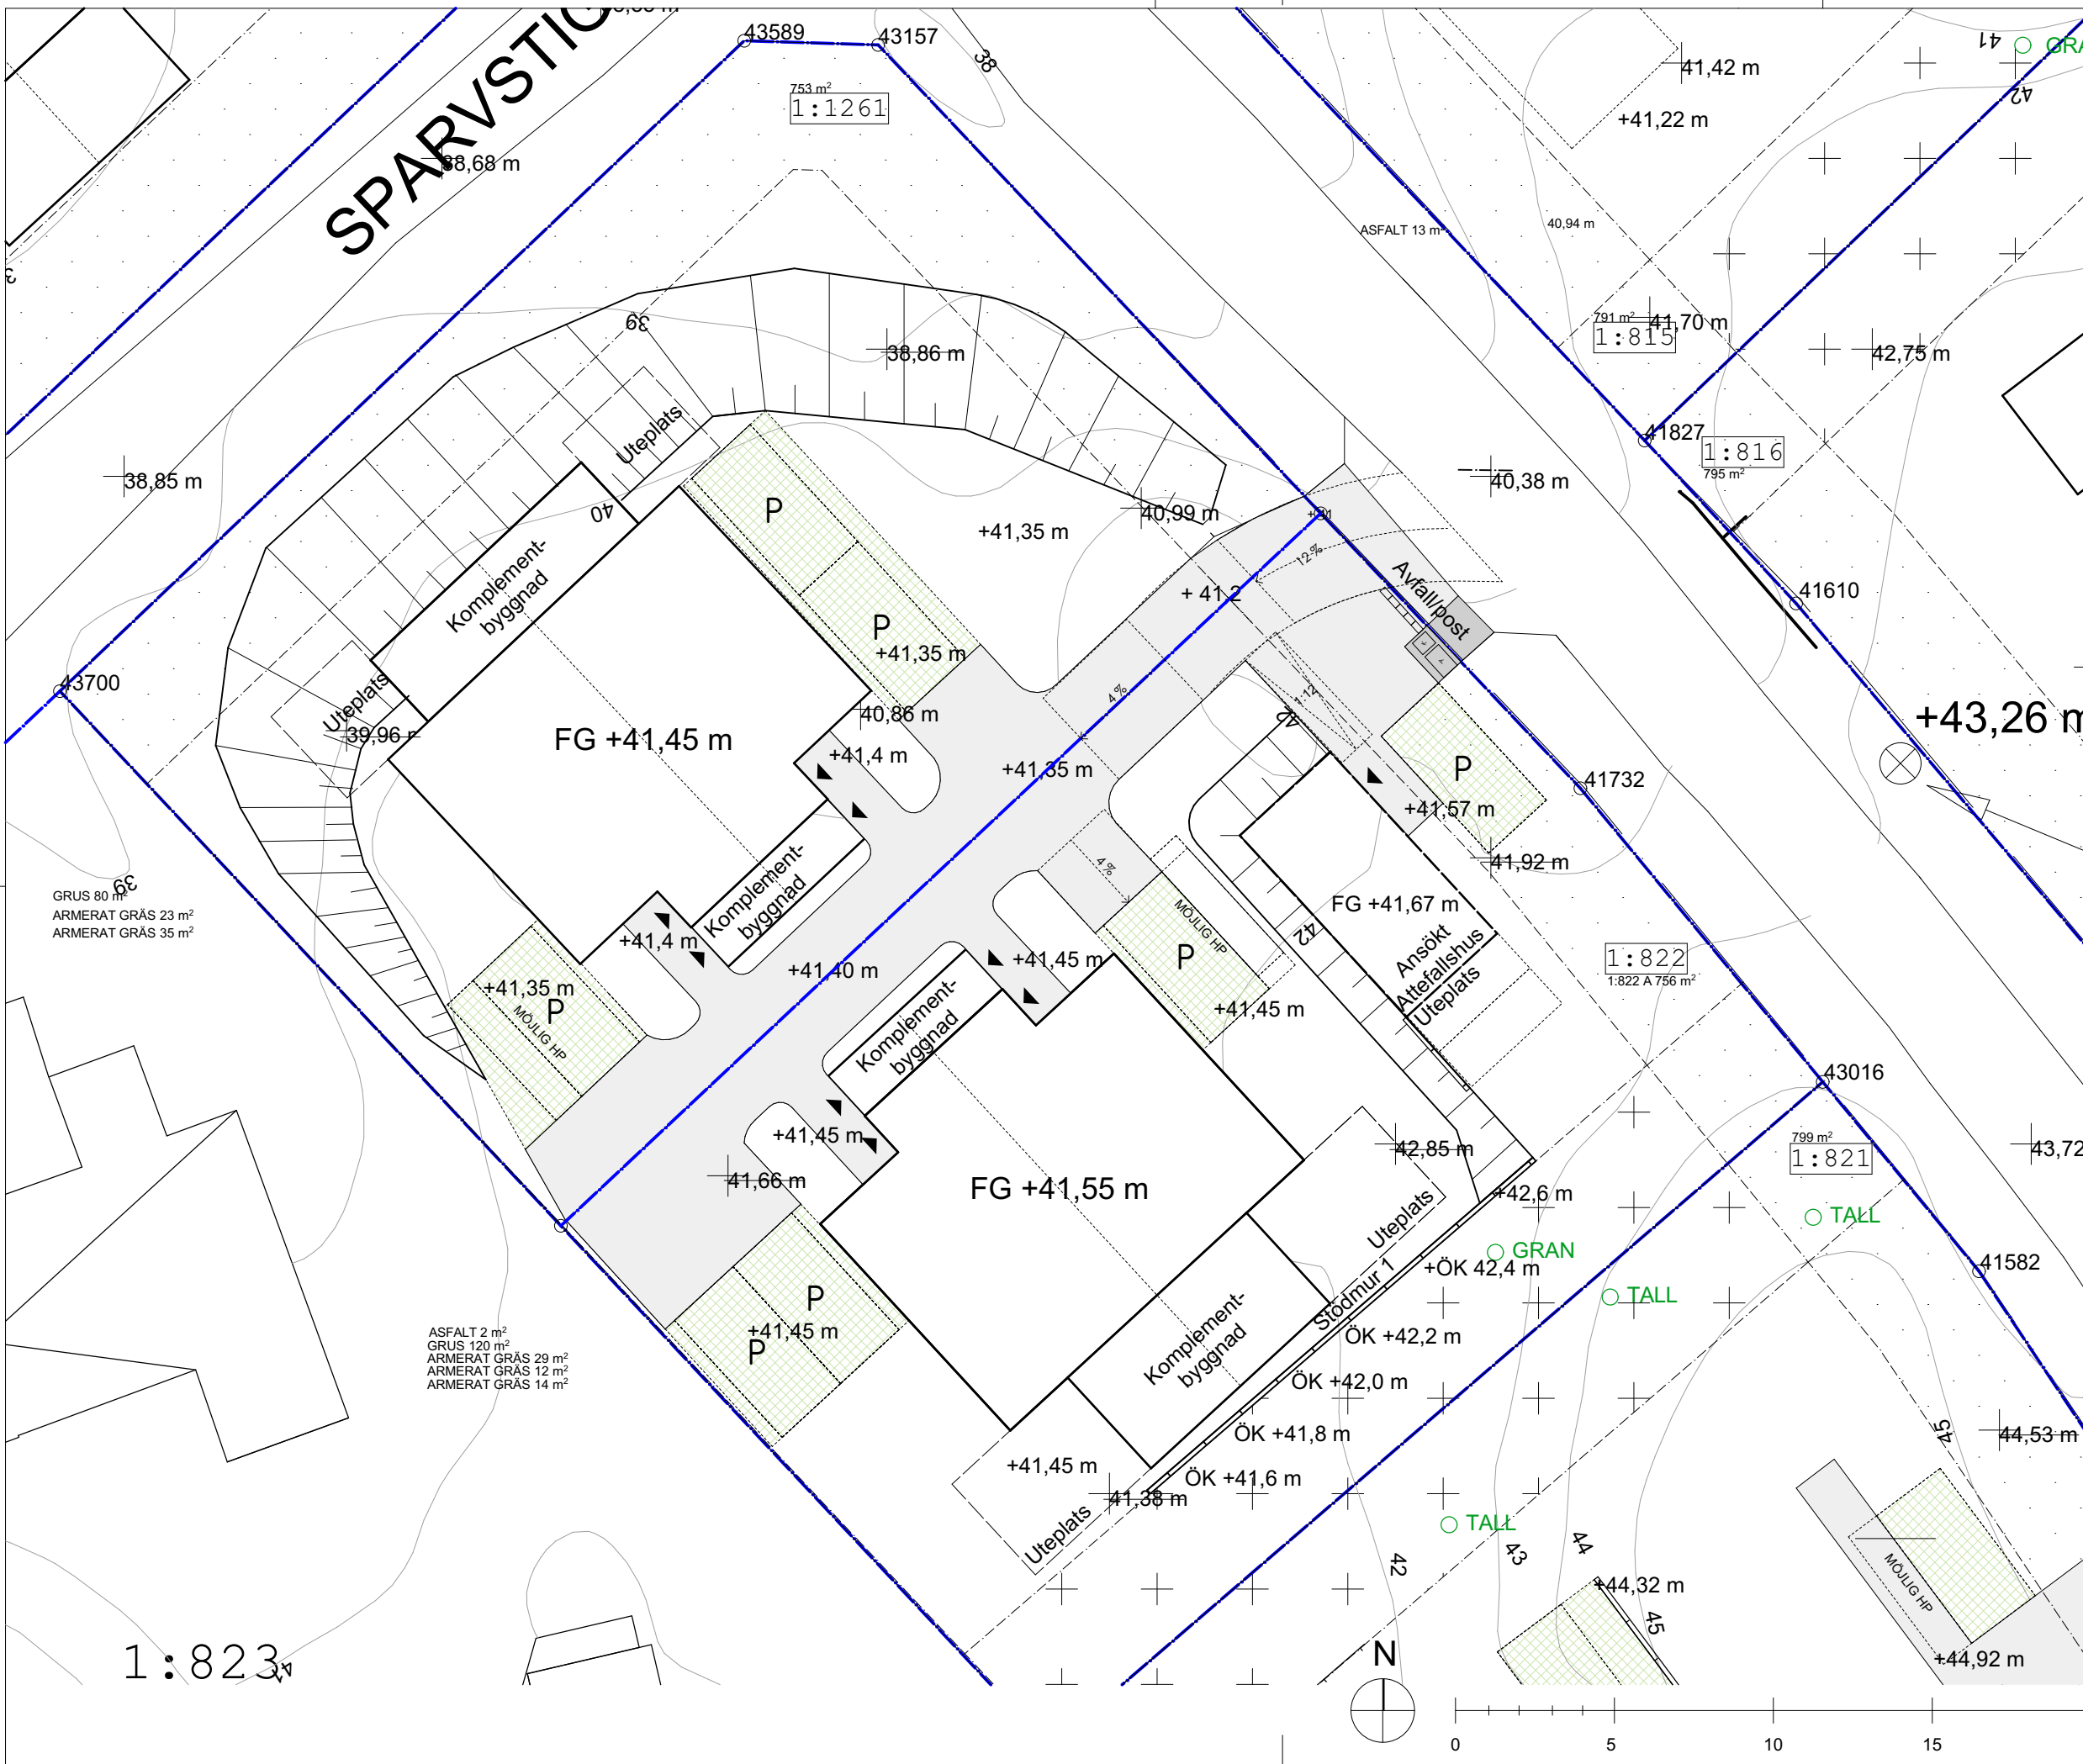 43589
43157
38
753 m²
1:1261
41,42 m
+41,22 m
41
42
38,68 m
ASFALT 13 m²
40,94 m
39
38,86 m
791 m²
1:815
41,70 m
42,75 m
Uteplats
41827
1:816
795 m²
38,85 m
40,38 m
40
P
+41,35 m
40,99 m
12 %
Komplement-
byggnad
P
+41,35 m
+ 41,2
Avfall/post
41610
43700
Uteplats
39,96
FG +41,45 m
40,86 m
+41,4 m
4 %
1:12
42
+41,35 m
P
41732
+41,57 m
+43,26 m
4 %
41,92 m
39
GRUS 80 m²
ARMERAT GRÄS 23 m²
ARMERAT GRÄS 35 m²
Komplement-
byggnad
+41,4 m
+41,40 m
MÖJLIG HP
P
FG +41,67 m
42
Ansökt
Attefallshus
Uteplats
1:822
1:822 A 756 m²
+41,35 m
P
MÖJLIG HP
+41,45 m
+41,45 m
Komplement-
byggnad
43016
+41,45 m
41,66 m
FG +41,55 m
42,85 m
799 m²
1:821
43,72
+42,6 m
Uteplats
GRAN
TALL
+ÖK 42,4 m
TALL
41582
P
+41,45 m
P
Komplement-
byggnad
Stödmur 1
ÖK +42,2 m
ASFALT 2 m²
GRUS 120 m²
ARMERAT GRÄS 29 m²
ARMERAT GRÄS 12 m²
ARMERAT GRÄS 14 m²
ÖK +42,0 m
ÖK +41,8 m
ÖK +41,6 m
45
44,53 m
+41,45 m
41,38 m
Uteplats
TALL
42
43
44
+44,32 m
45
MÖJLIG HP
+44,92 m
1:823
N
0
5
10
15